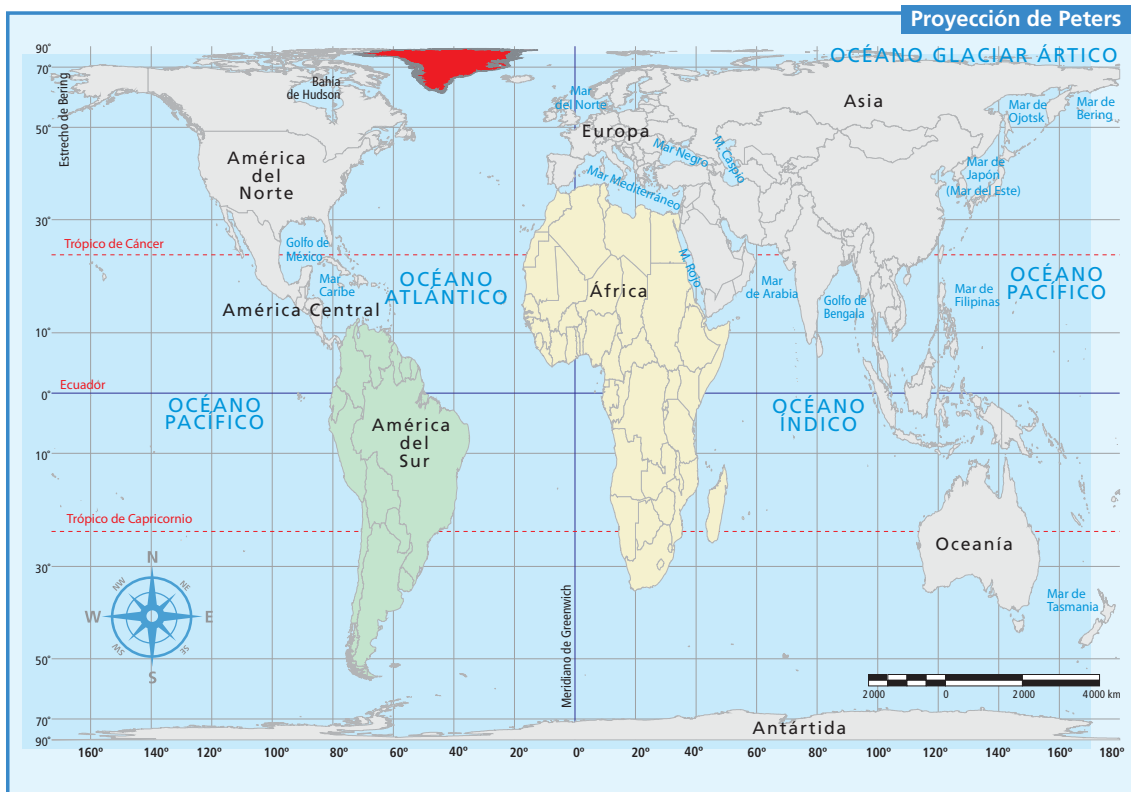 Proyección de Peters
90°
70°
50°
30°
10°
0°
10°
30°
50°
70°
90°
Estrecho de Bering
Bahía
de Hudson
OCÉANO GLACIAR ÁRTICO
Mar
del Norte
Asia
Mar de
Ojotsk
Mar de
Bering
Europa
América
del
Norte
Mar Negro
M. Caspio
Mar de
Japón
(Mar del Este)
Mar Mediterráneo
Trópico de Cáncer
Golfo de
México
OCÉANO
ATLÁNTICO
M. Rojo
Mar
Caribe
África
Mar
de Arabia
Golfo de
Bengala
Mar de
Filipinas
OCÉANO
PACÍFICO
América Central
Ecuador
0°
OCÉANO
PACÍFICO
América
del
Sur
OCÉANO
ÍNDICO
Trópico de Capricornio
Oceanía
N
NW
NE
W
E
SW
SE
S
Mar de
Tasmania
Meridiano de Greenwich
2000
0
2000
4000 km
Antártida
160°
140°
120°
100°
80°
60°
40°
20°
0°
20°
40°
60°
80°
100°
120°
140°
160°
180°